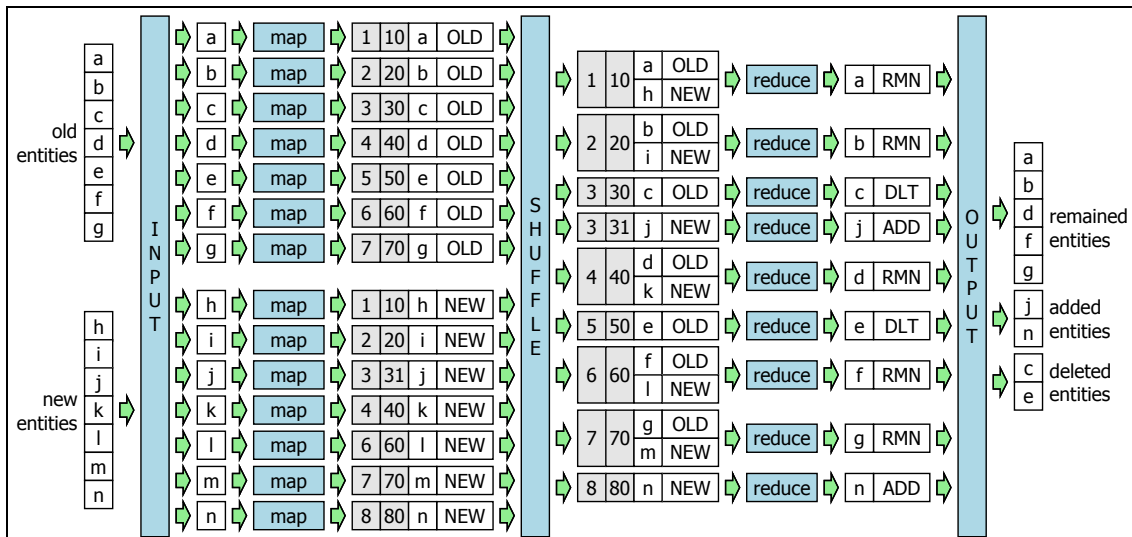 old
entities
a
b
c
d
e
f
g
new
entities
h
i
j
k
l
m
n
INPUT
a map 1 10 a OLD
b map 2 20 b OLD
c map 3 30 c OLD
d map 4 40 d OLD
e map 5 50 e OLD
f map 6 60 f OLD
g map 7 70 g OLD
h map 1 10 h NEW
i map 2 20 i NEW
j map 3 31 j NEW
k map 4 40 k NEW
l map 6 60 l NEW
m map 7 70 m NEW
n map 8 80 n NEW
SHUFFLE
1 10 a OLD
h NEW
reduce a RMN
2 20 b OLD
i NEW
reduce b RMN
3 30 c OLD reduce c DLT
3 31 j NEW reduce j ADD
4 40 d OLD
k NEW
reduce d RMN
5 50 e OLD reduce e DLT
6 60 f OLD
l NEW
reduce f RMN
7 70 g OLD
m NEW
reduce g RMN
8 80 n NEW reduce n ADD
OUTPUT
a
b
d
f
g
remained
entities
j
n
added
entities
c
e
deleted
entities